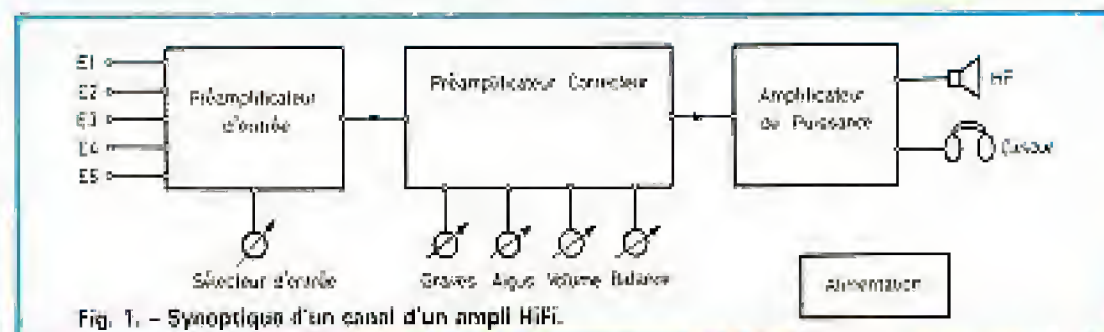 E1
E2
E3
E4
E5
Préamplificateur
d'entrée
Sélecteur d'entrée
Préamplificateur Correcteur
Graves Aigus Volume Balance
Amplificateur
de Puissance
HP
Casque
Alimentation
Fig. 1. – Synoptique d'un canal d'un ampli HiFi.